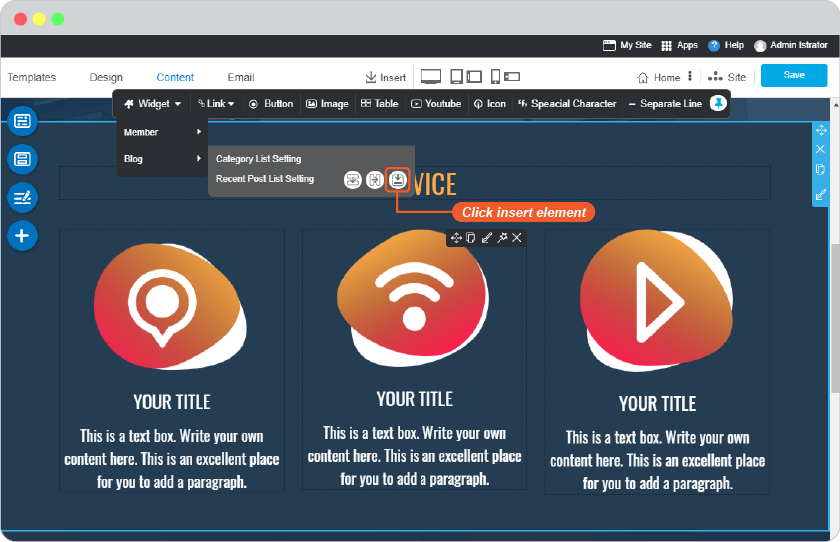 My Site Apps Help Admin Istrator
Templates Design Content Email Insert Home Site Save
Widget Link Button Image Table Youtube Icon Speacial Character Separate Line
Member
Blog
Category List Setting
Recent Post List Setting
VICE
Click insert element
YOUR TITLE
This is a text box. Write your own
content here. This is an excellent place
for you to add a paragraph.
YOUR TITLE
This is a text box. Write your own
content here. This is an excellent place
for you to add a paragraph.
YOUR TITLE
This is a text box. Write your own
content here. This is an excellent place
for you to add a paragraph.